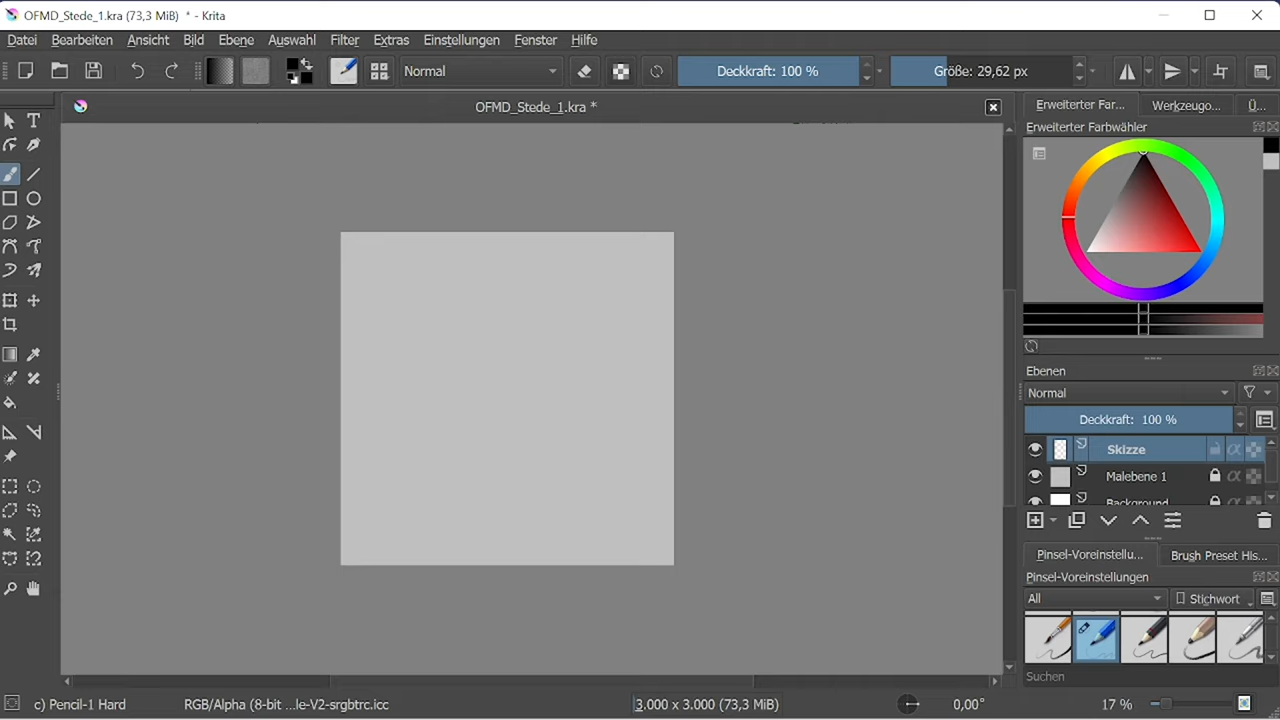 OFMD_Stede_1.kra (73,3 MiB) * - Krita
Datei Bearbeiten Ansicht Bild Ebene Auswahl Filter Extras Einstellungen Fenster Hilfe
Normal Deckkraft: 100 % Größe: 29,62 px
OFMD_Stede_1.kra *
Erweiterter Far... Werkzeugo... Ü...
Erweiterter Farbwähler
Ebenen
Normal
Deckkraft: 100 %
Skizze
Malebene 1
Background
Pinsel-Voreinstellu... Brush Preset His...
Pinsel-Voreinstellungen
All Stichwort
Suchen
c) Pencil-1 Hard RGB/Alpha (8-bit ...le-V2-srgbtrc.icc 3.000 x 3.000 (73,3 MiB) 0,00° 17 %